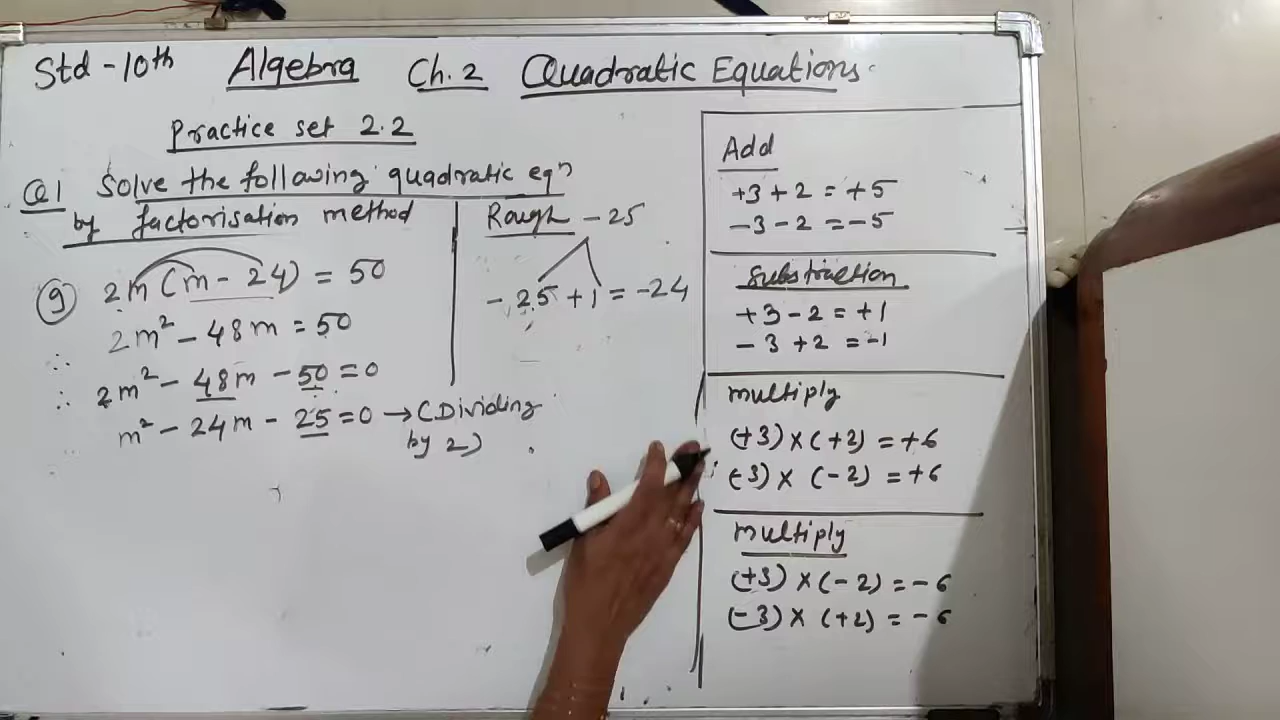 Std - 10th Algebra Ch. 2 Quadratic Equations
Practice set 2.2
Q1 Solve the following quadratic eqn
by factorisation method
9) 2m (m - 24) = 50
∴ 2m² - 48m = 50
∴ 2m² - 48m - 50 = 0
m² - 24m - 25 = 0 → (Dividing
by 2)
Rough - 25
- 25 + 1 = -24
Add
+3 + 2 = +5
-3 - 2 = -5
Substraction
+3 - 2 = +1
- 3 + 2 = -1
multiply
(+3) × (+2) = +6
(-3) × (-2) = +6
multiply
(+3) × (-2) = -6
(-3) × (+2) = -6